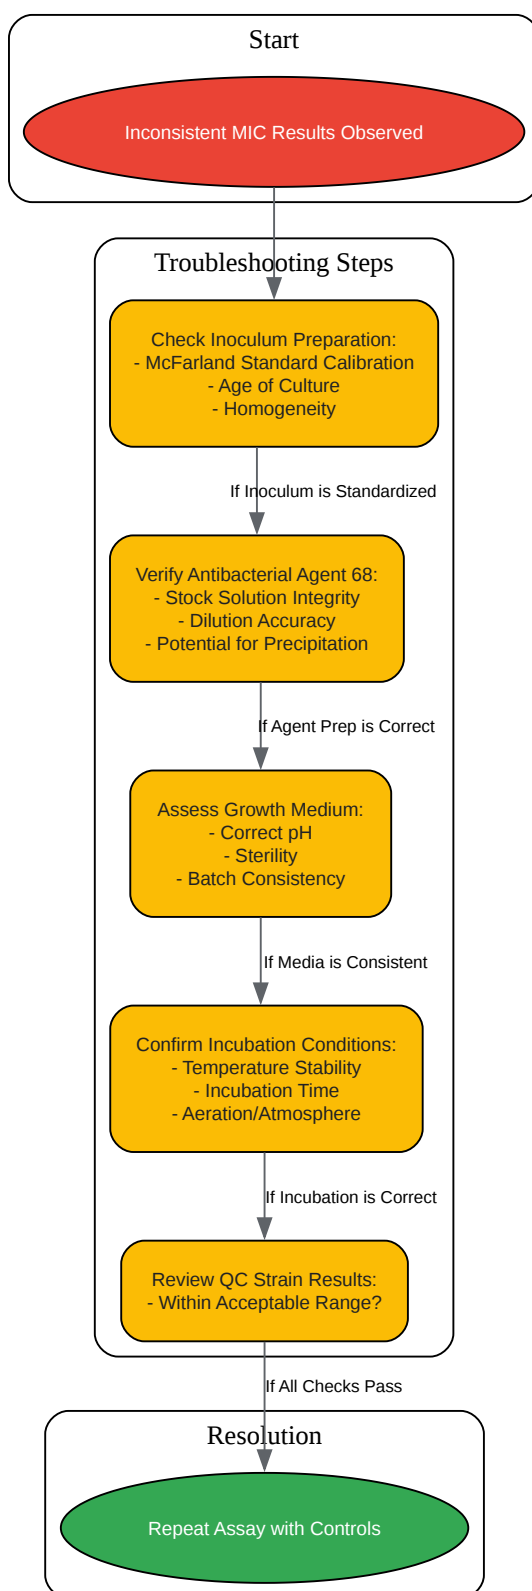 Start
Inconsistent MIC Results Observed
Troubleshooting Steps
Check Inoculum Preparation:
- McFarland Standard Calibration
- Age of Culture
- Homogeneity
If Inoculum is Standardized
Verify Antibacterial Agent 68:
- Stock Solution Integrity
- Dilution Accuracy
- Potential for Precipitation
If Agent Prep is Correct
Assess Growth Medium:
- Correct pH
- Sterility
- Batch Consistency
If Media is Consistent
Confirm Incubation Conditions:
- Temperature Stability
- Incubation Time
- Aeration/Atmosphere
If Incubation is Correct
Review QC Strain Results:
- Within Acceptable Range?
If All Checks Pass
Resolution
Repeat Assay with Controls